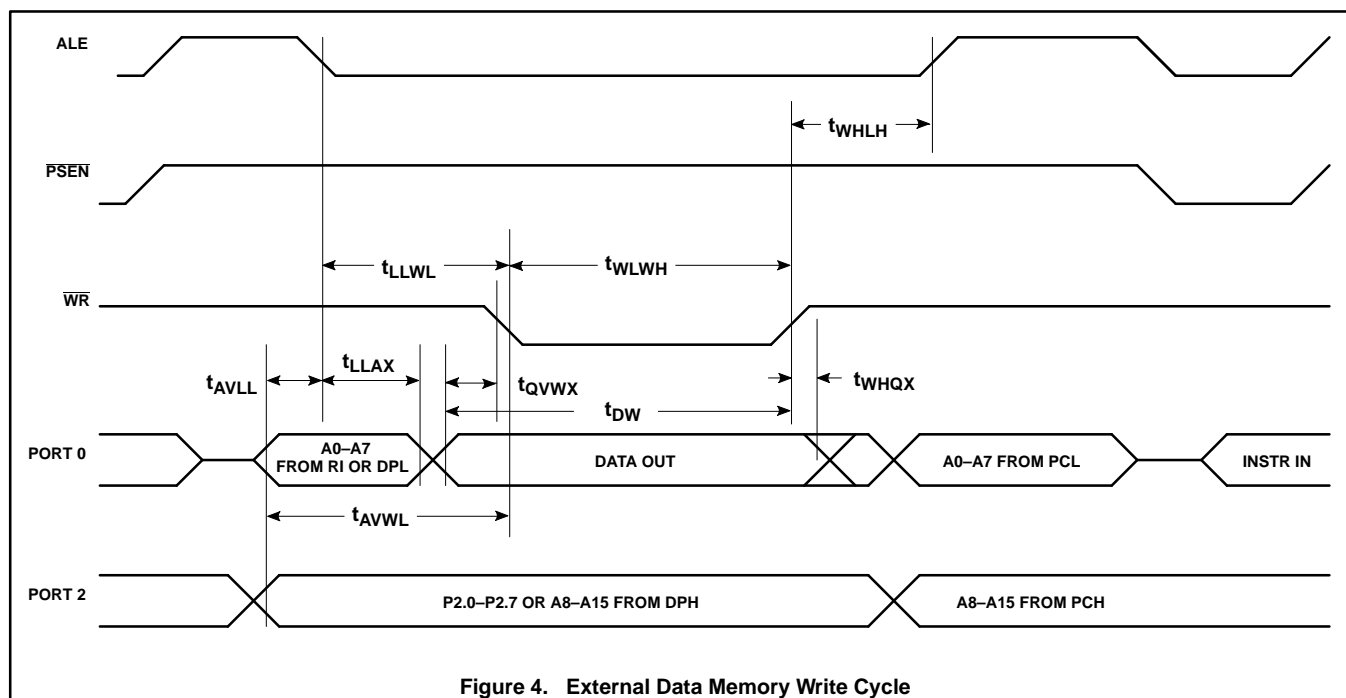 ALE
tWHLH
PSEN
tLLWL
tWLWH
WR
tLLAX
tAVLL
tQVWX
tWHQX
tDW
PORT 0
A0–A7
FROM RI OR DPL
DATA OUT
A0–A7 FROM PCL
INSTR IN
tAVWL
PORT 2
P2.0–P2.7 OR A8–A15 FROM DPH
A8–A15 FROM PCH
Figure 4. External Data Memory Write Cycle